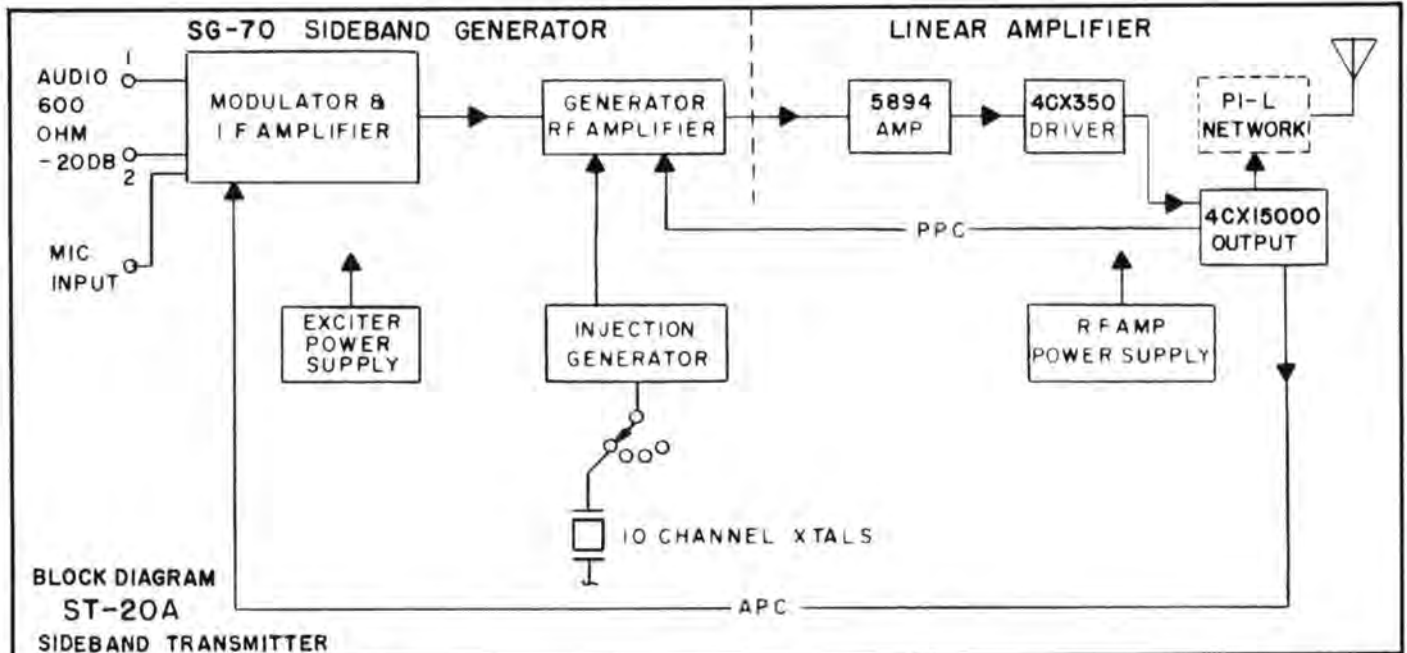 SG-70 SIDEBAND GENERATOR
LINEAR AMPLIFIER
AUDIO 1
600
OHM
-20DB
2
MIC
INPUT
MODULATOR &
I F AMPLIFIER
GENERATOR
RF AMPLIFIER
5894
AMP
4CX350
DRIVER
PI-L
NETWORK
4CX15000
OUTPUT
PPC
EXCITER
POWER
SUPPLY
INJECTION
GENERATOR
RF AMP
POWER SUPPLY
10 CHANNEL XTALS
APC
BLOCK DIAGRAM
ST-20A
SIDEBAND TRANSMITTER